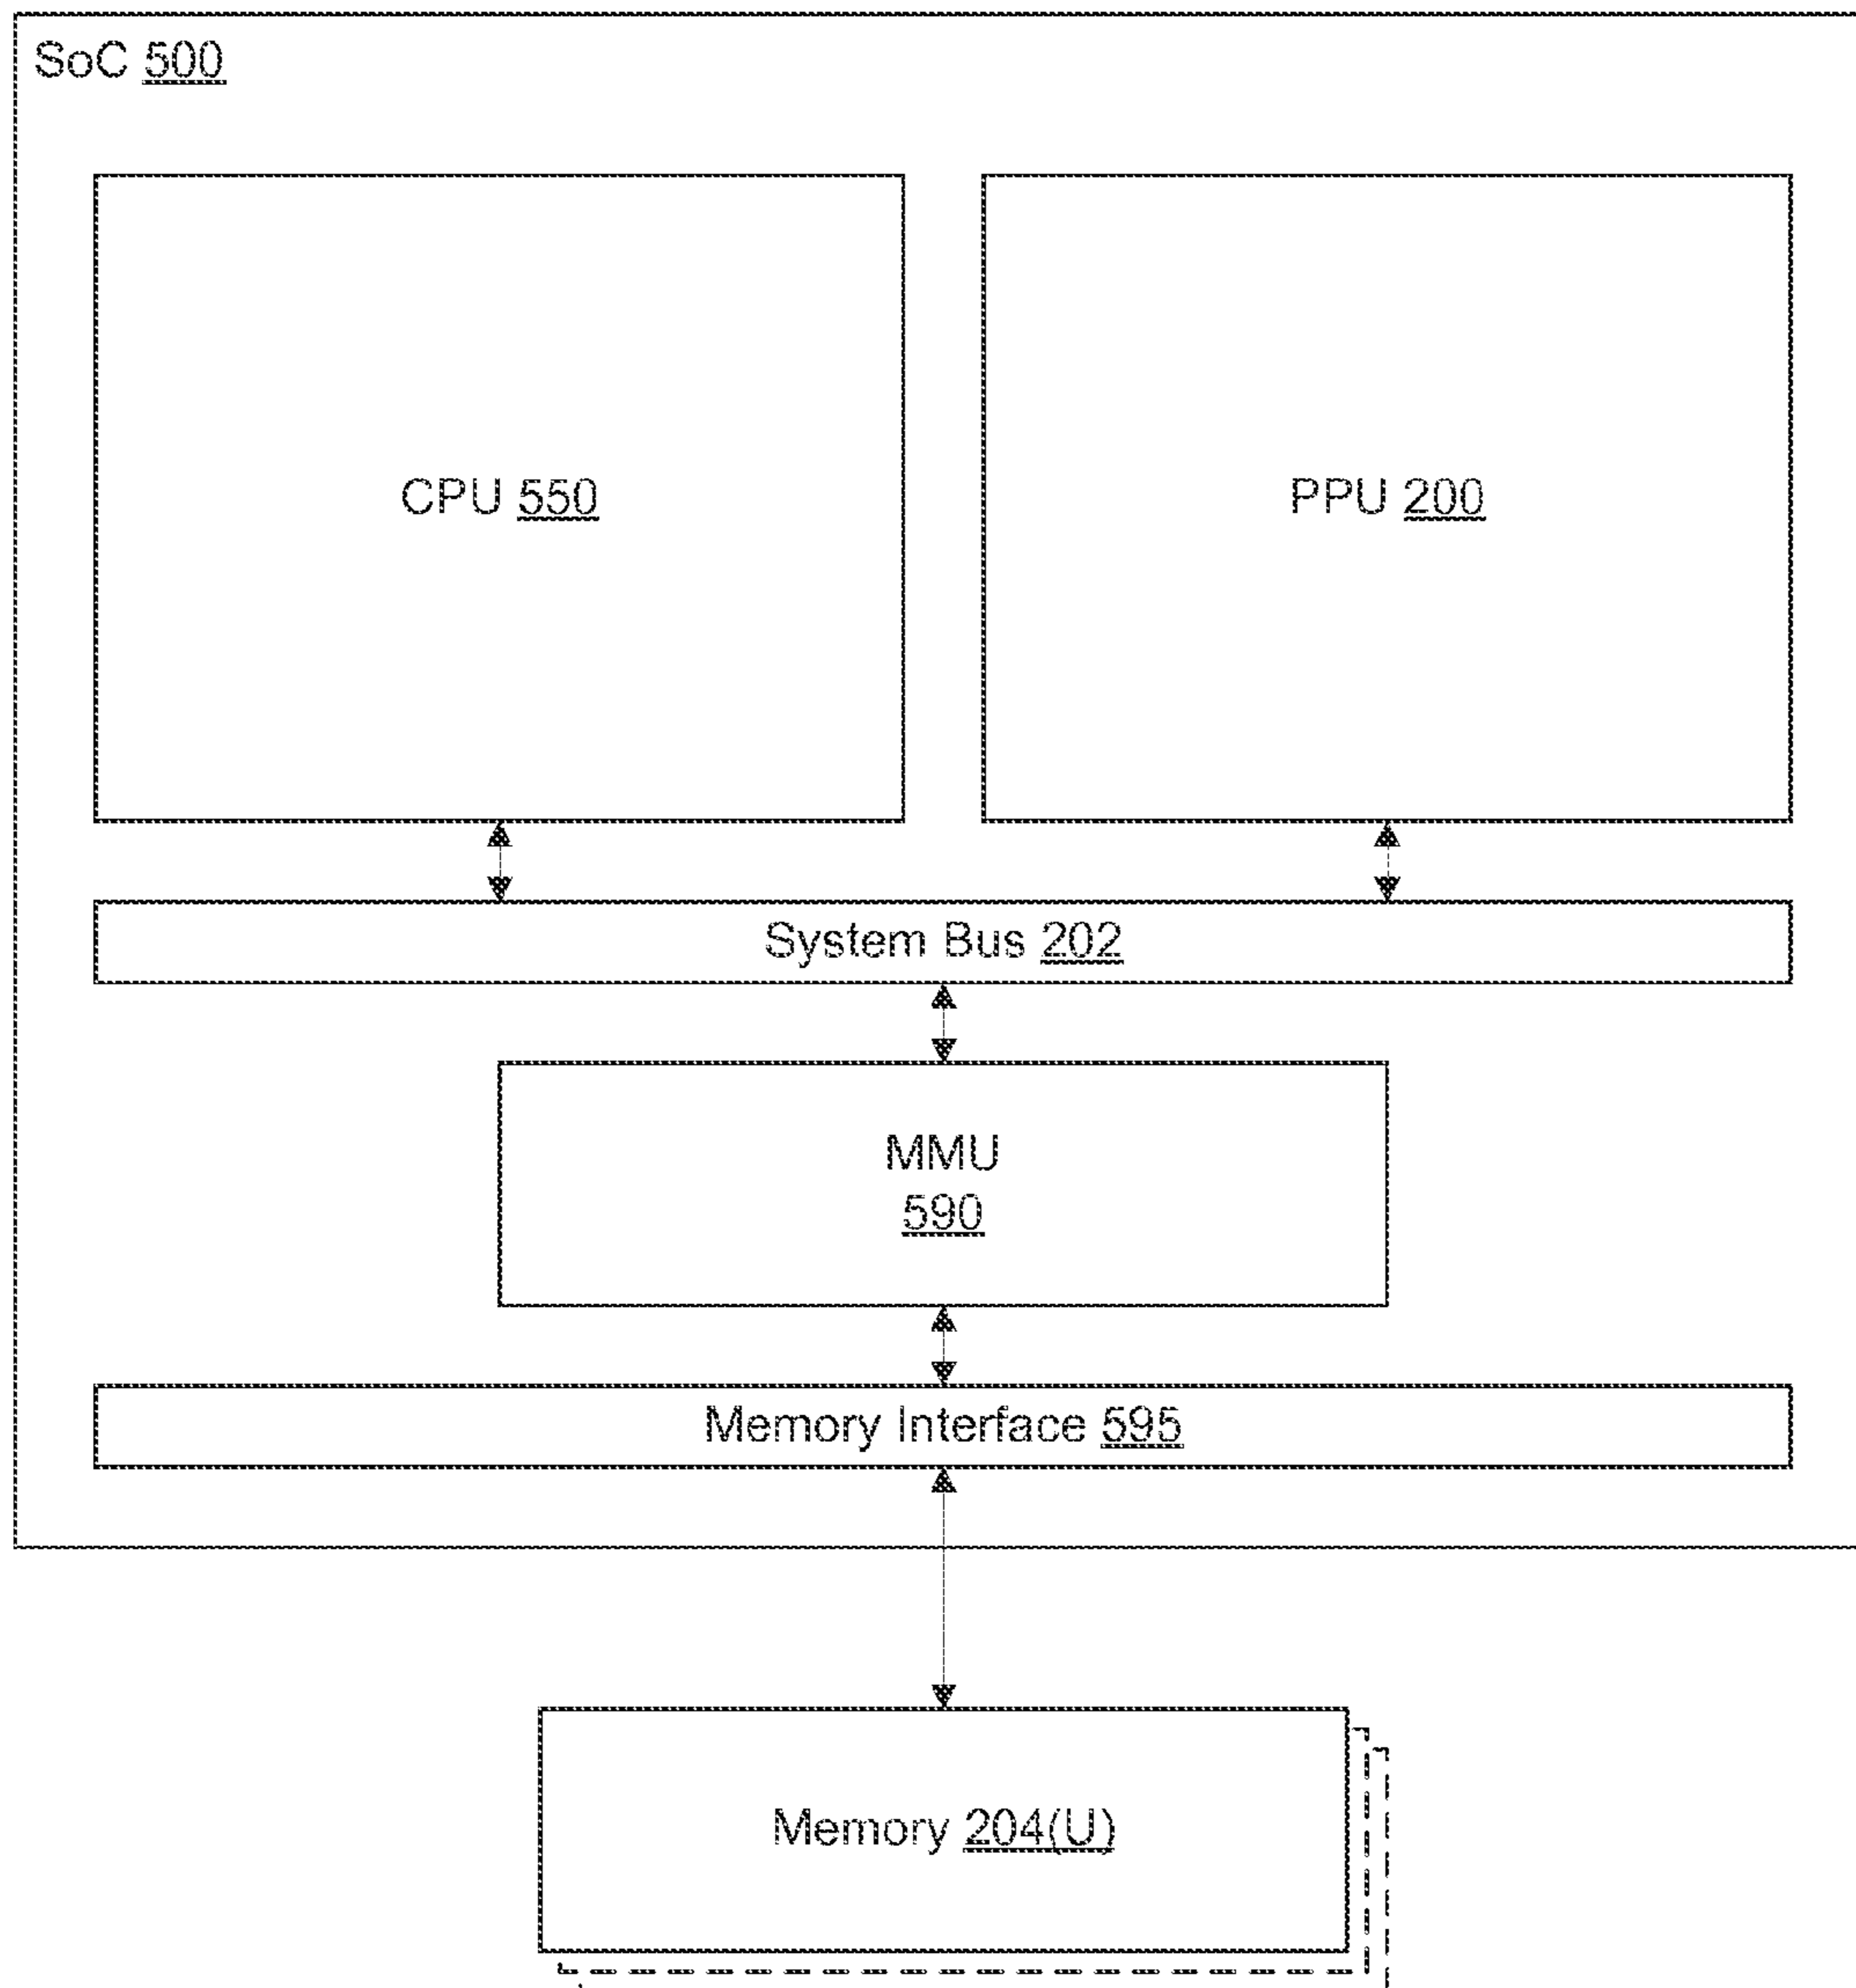 SoC 500
CPU 550
PPU 200
System Bus 202
MMU
590
Memory Interface 595
Memory 204(U)